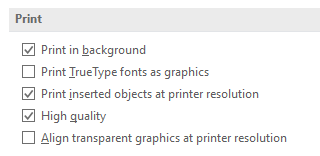 Print
Print in background
Print TrueType fonts as graphics
Print inserted objects at printer resolution
High quality
Align transparent graphics at printer resolution